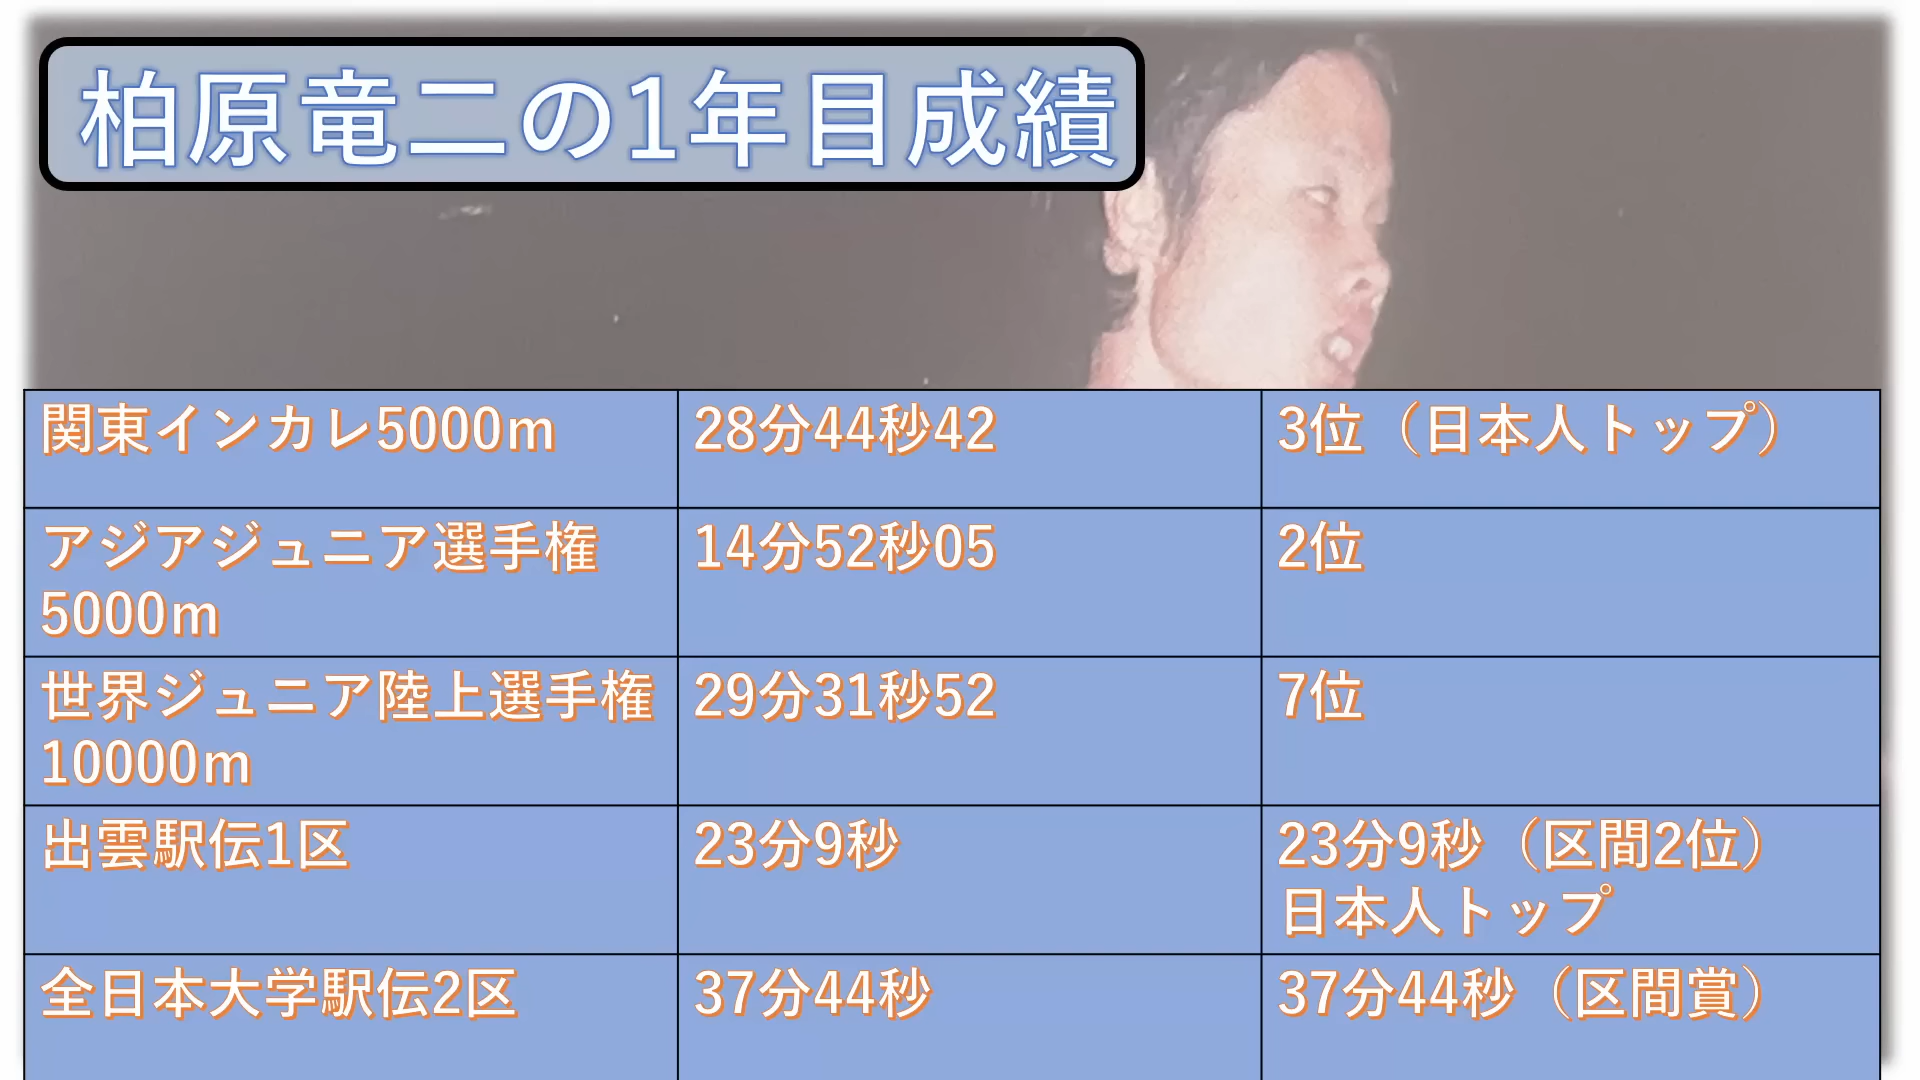 柏原竜二の1年目成績
関東インカレ5000m
28分44秒42
3位（日本人トップ）
アジアジュニア選手権
5000m
14分52秒05
2位
世界ジュニア陸上選手権
10000m
29分31秒52
7位
出雲駅伝1区
23分9秒
23分9秒（区間2位）
日本人トップ
全日本大学駅伝2区
37分44秒
37分44秒（区間賞）